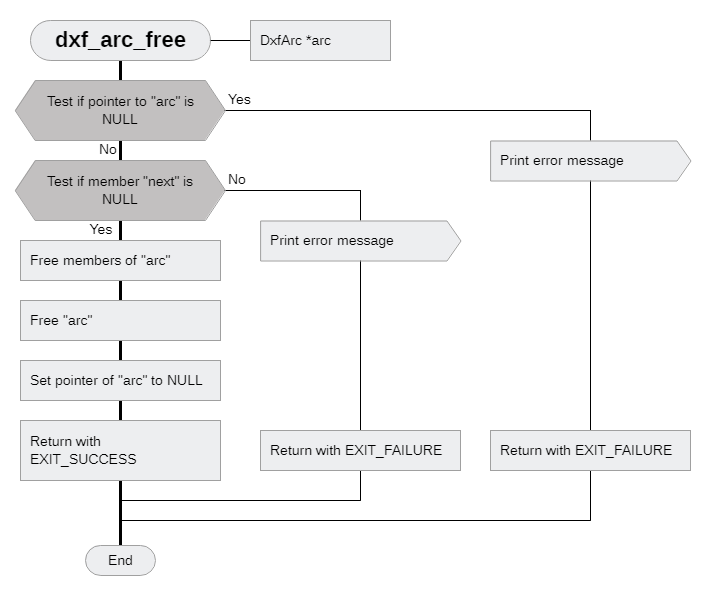 dxf_arc_free
DxfArc *arc
Test if pointer to "arc" is
NULL
Yes
No
Print error message
Test if member "next" is
NULL
No
Yes
Print error message
Free members of "arc"
Free "arc"
Set pointer of "arc" to NULL
Return with
EXIT_SUCCESS
Return with EXIT_FAILURE
Return with EXIT_FAILURE
End